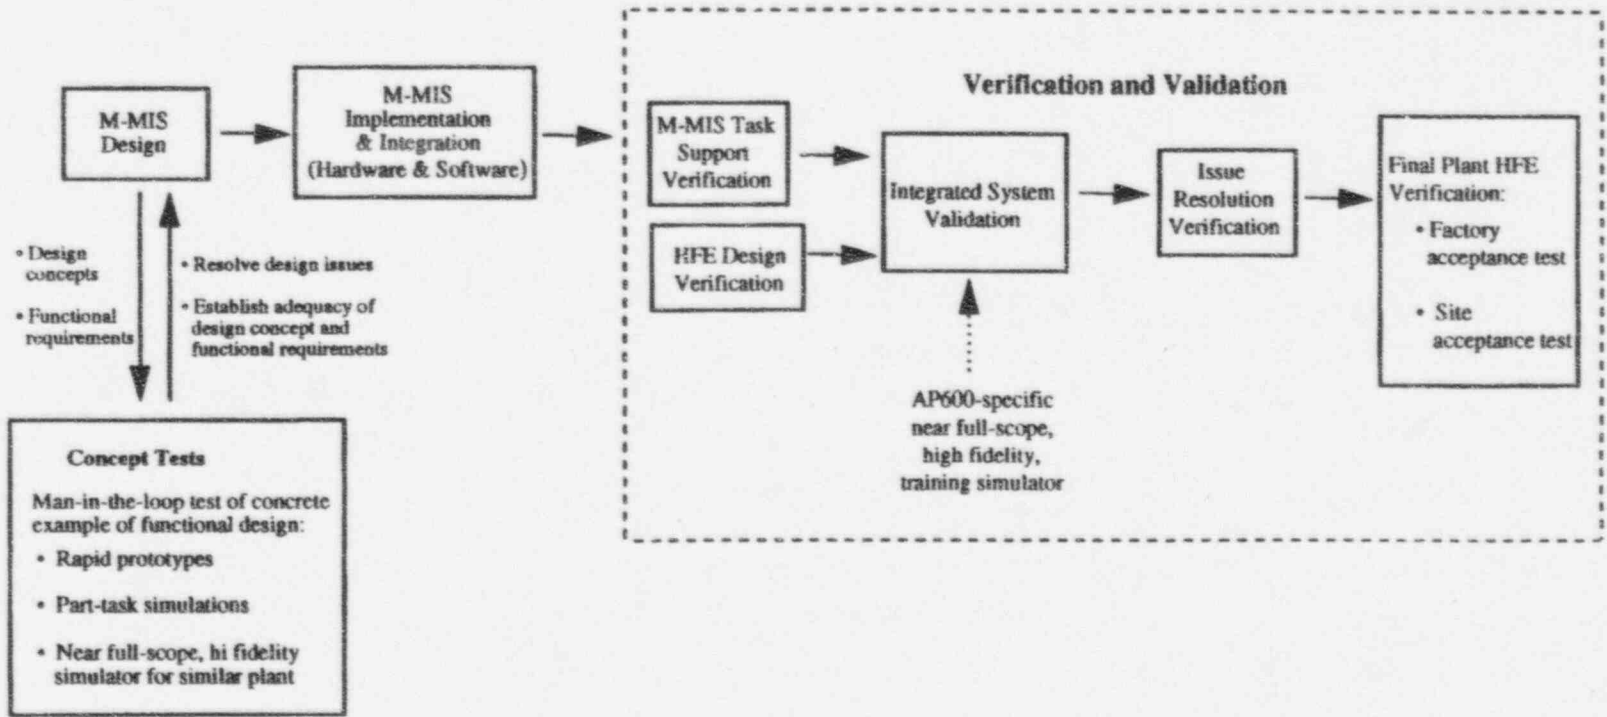 M-MIS
Design
M-MIS
Implementation
& Integration
(Hardware & Software)
• Design
concepts
• Functional
requirements
• Resolve design issues
• Establish adequacy of
design concept and
functional requirements
Concept Tests
Man-in-the-loop test of concrete
example of functional design:
• Rapid prototypes
• Part-task simulations
• Near full-scope, hi fidelity
simulator for similar plant
Verification and Validation
M-MIS Task
Support
Verification
HFE Design
Verification
Integrated System
Validation
AP600-specific
near full-scope,
high fidelity,
training simulator
Issue
Resolution
Verification
Final Plant HFE
Verification:
• Factory
acceptance test
• Site
acceptance test